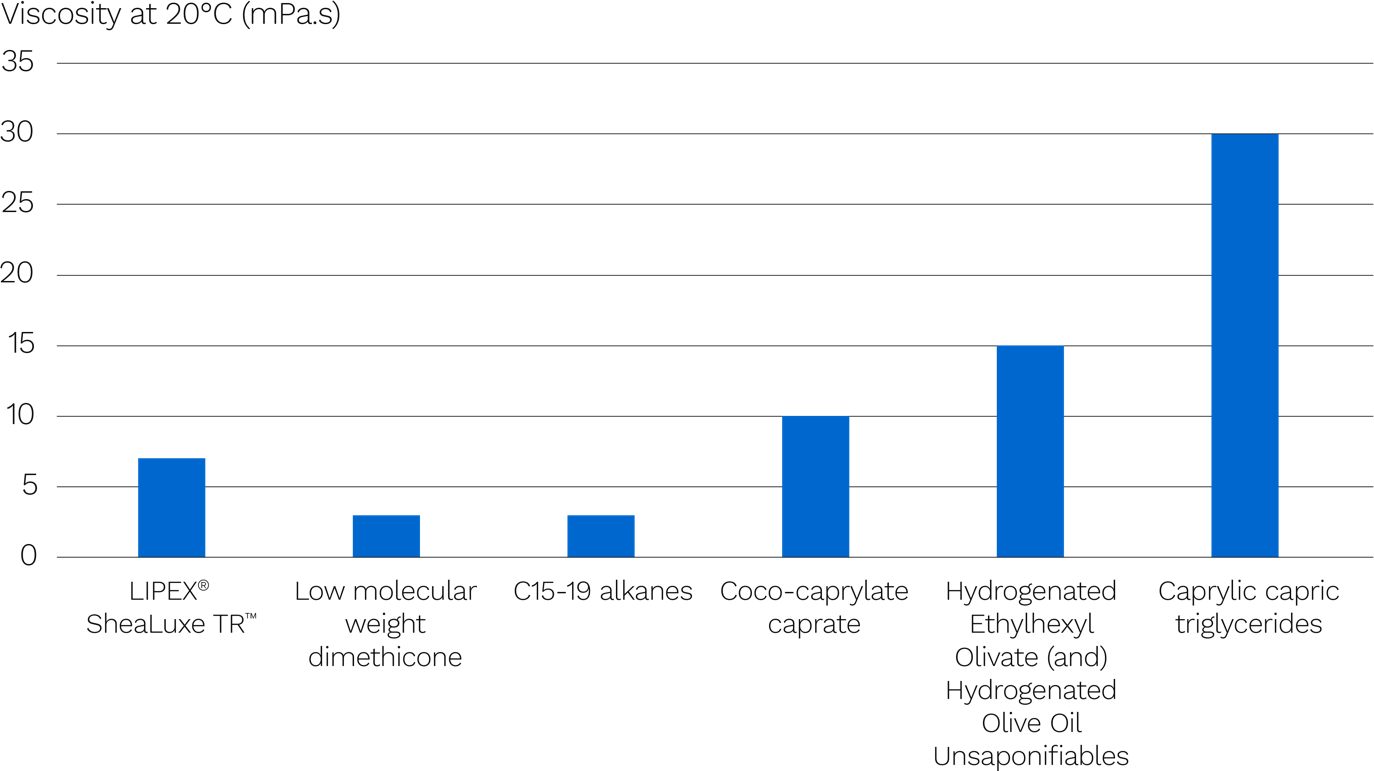 Viscosity at 20°C (mPa.s)
35
30
25
20
15
10
5
0
LIPEX®
SheaLuxe TR™
Low molecular
weight
dimethicone
C15-19 alkanes
Coco-caprylate
caprate
Hydrogenated
Ethylhexyl
Olivate (and)
Hydrogenated
Olive Oil
Unsaponifiables
Caprylic capric
triglycerides